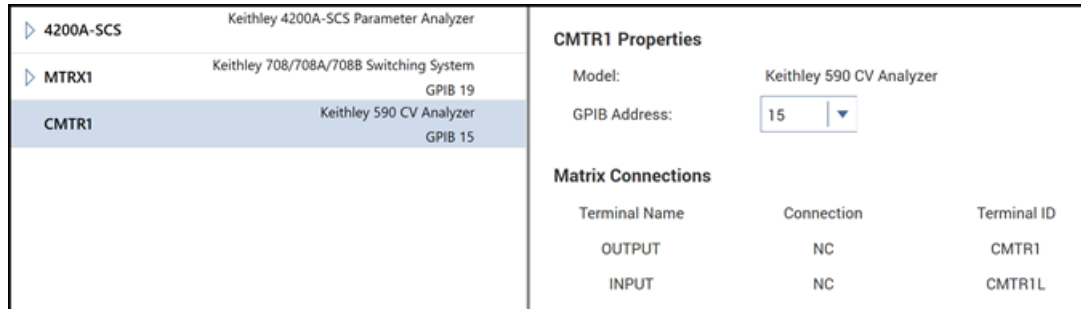 4200A-SCS Keithley 4200A-SCS Parameter Analyzer
MTRX1 Keithley 708/708A/708B Switching System
GPIB 19
CMTR1 Keithley 590 CV Analyzer
GPIB 15
CMTR1 Properties
Model: Keithley 590 CV Analyzer
GPIB Address: 15
Matrix Connections
Terminal Name Connection Terminal ID
OUTPUT NC CMTR1
INPUT NC CMTR1L